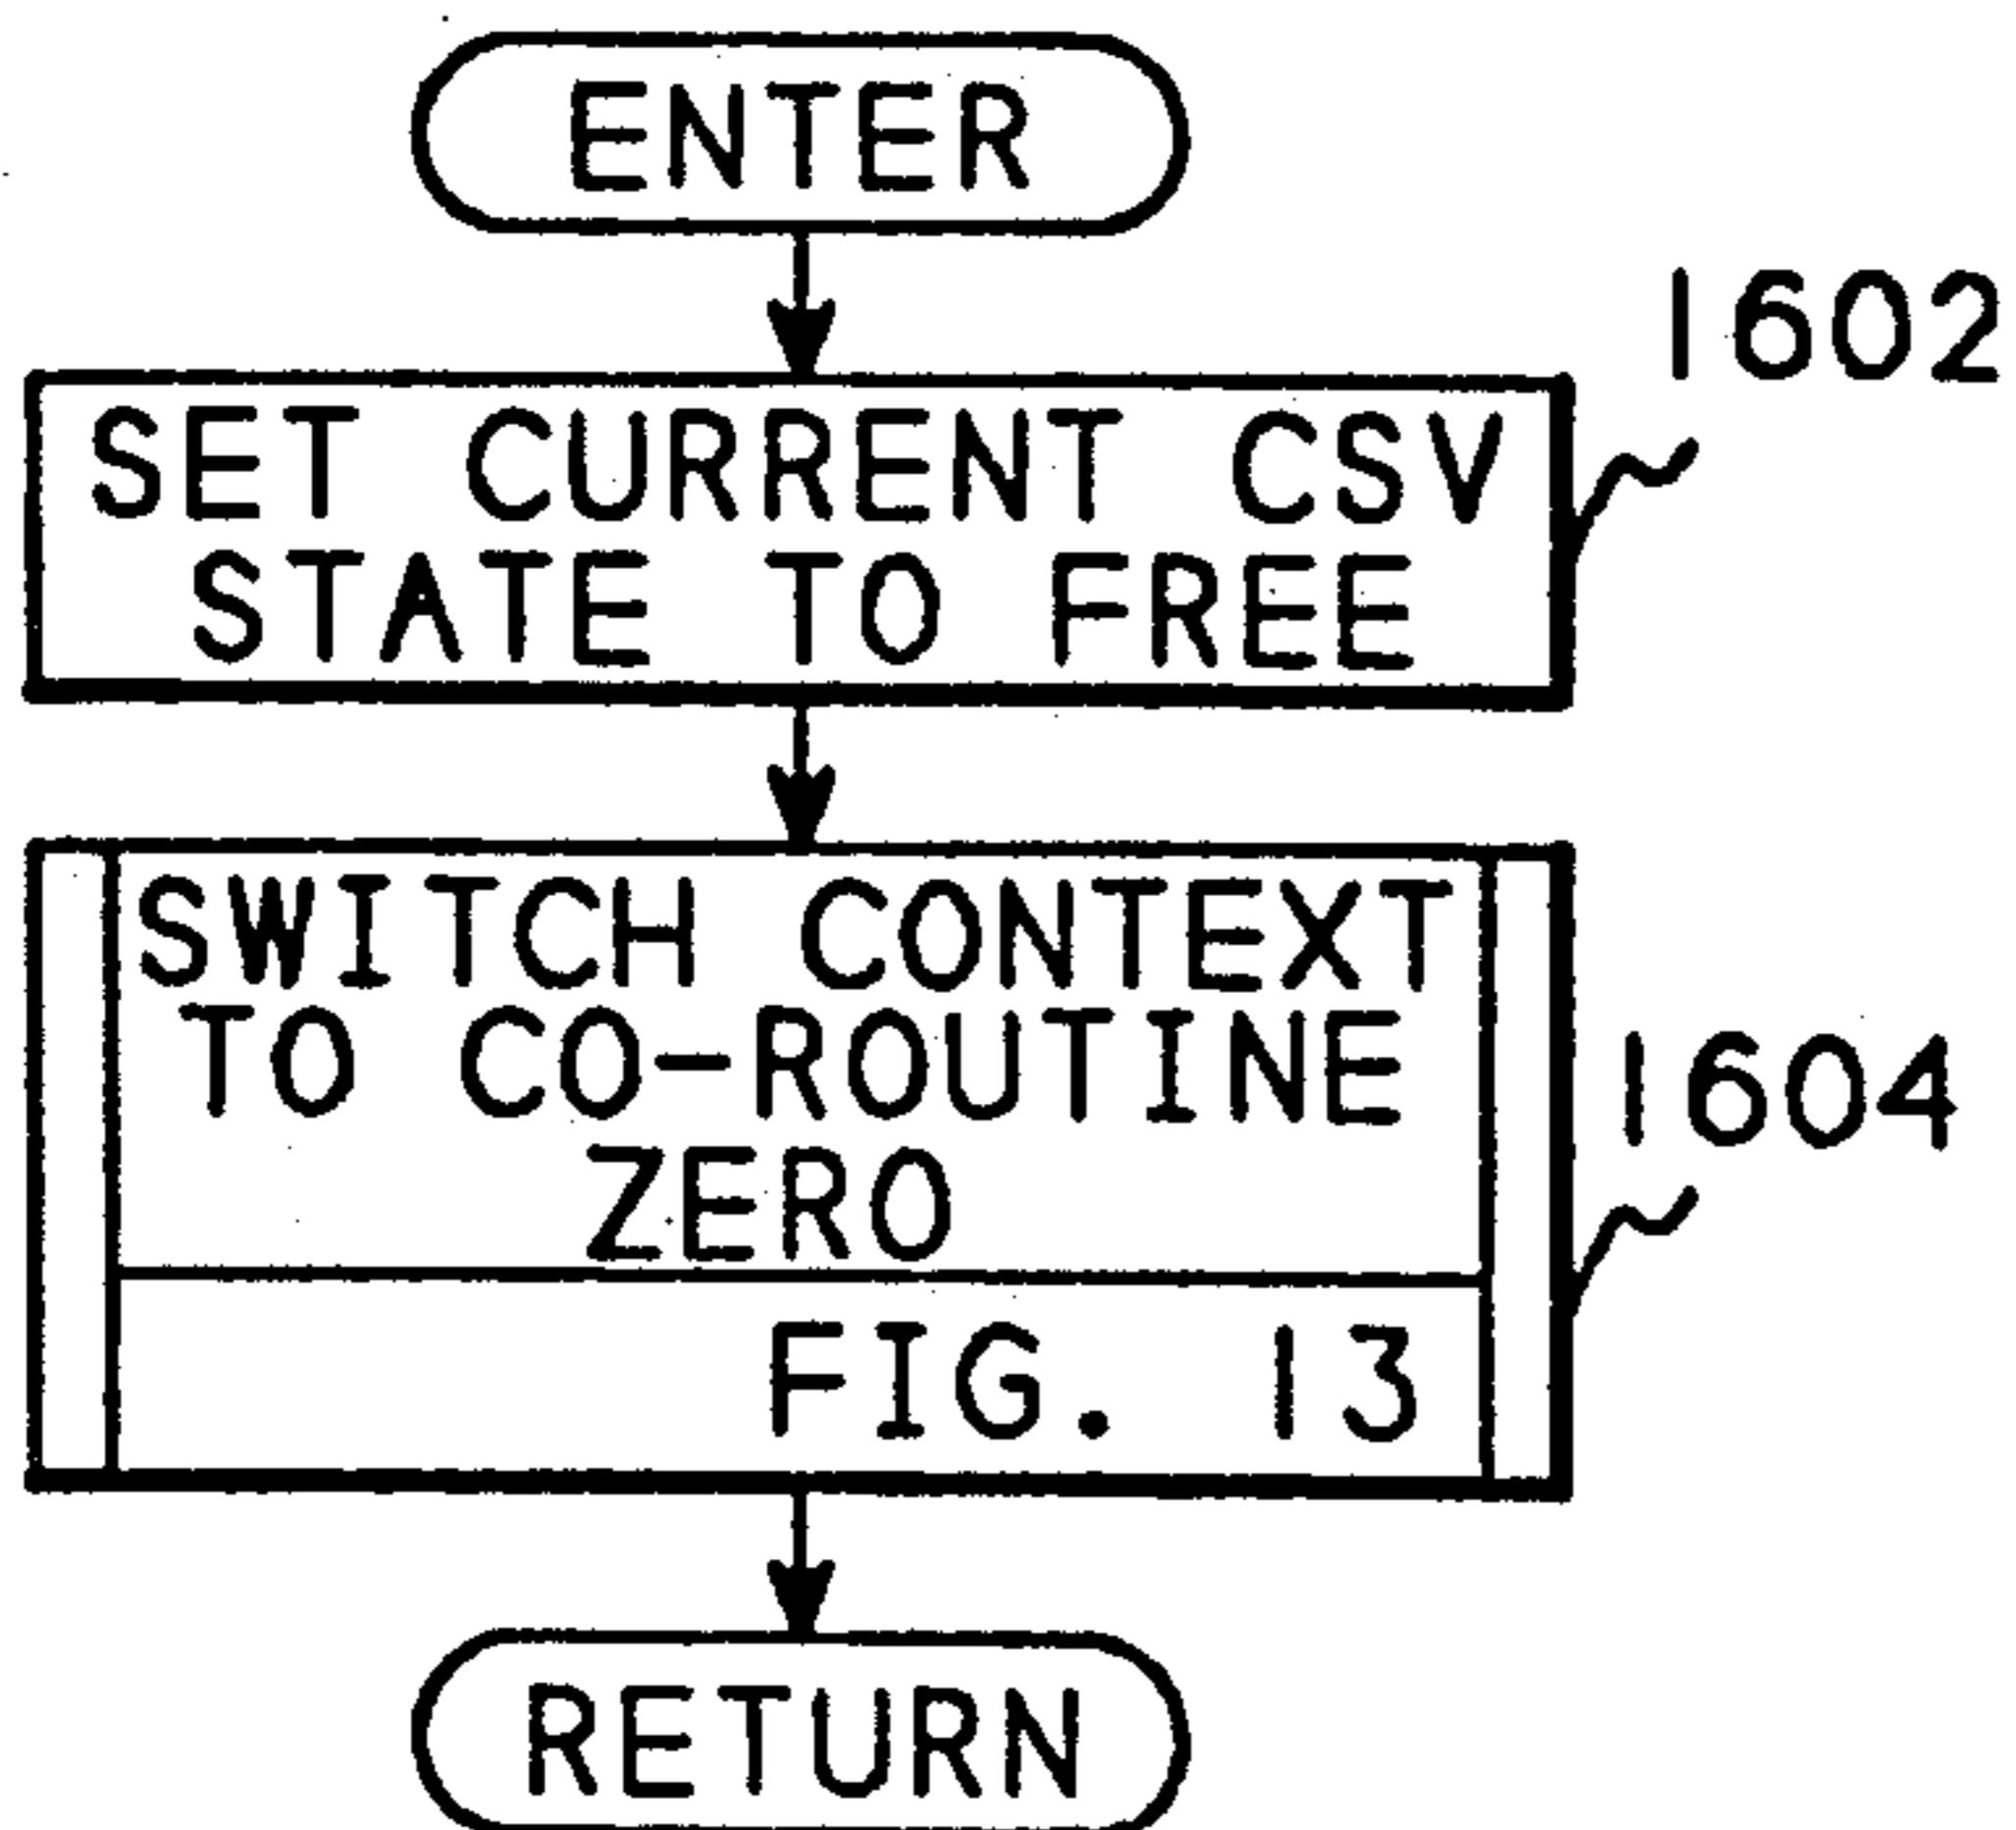 ENTER
1602
SET CURRENT CSV
STATE TO FREE
SWITCH CONTEXT
TO CO-ROUTINE
ZERO
1604
FIG. 13
RETURN